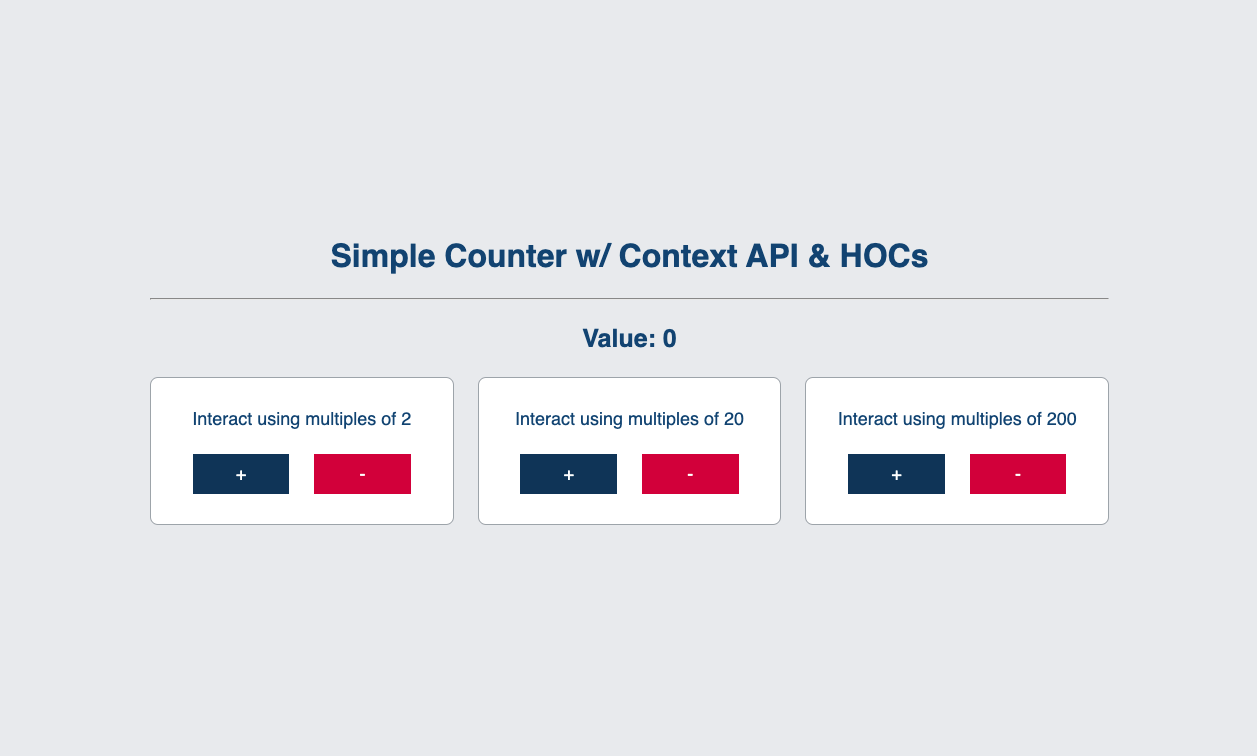 Simple Counter w/ Context API & HOCs
Value: 0
Interact using multiples of 2
+ -
Interact using multiples of 20
+ -
Interact using multiples of 200
+ -